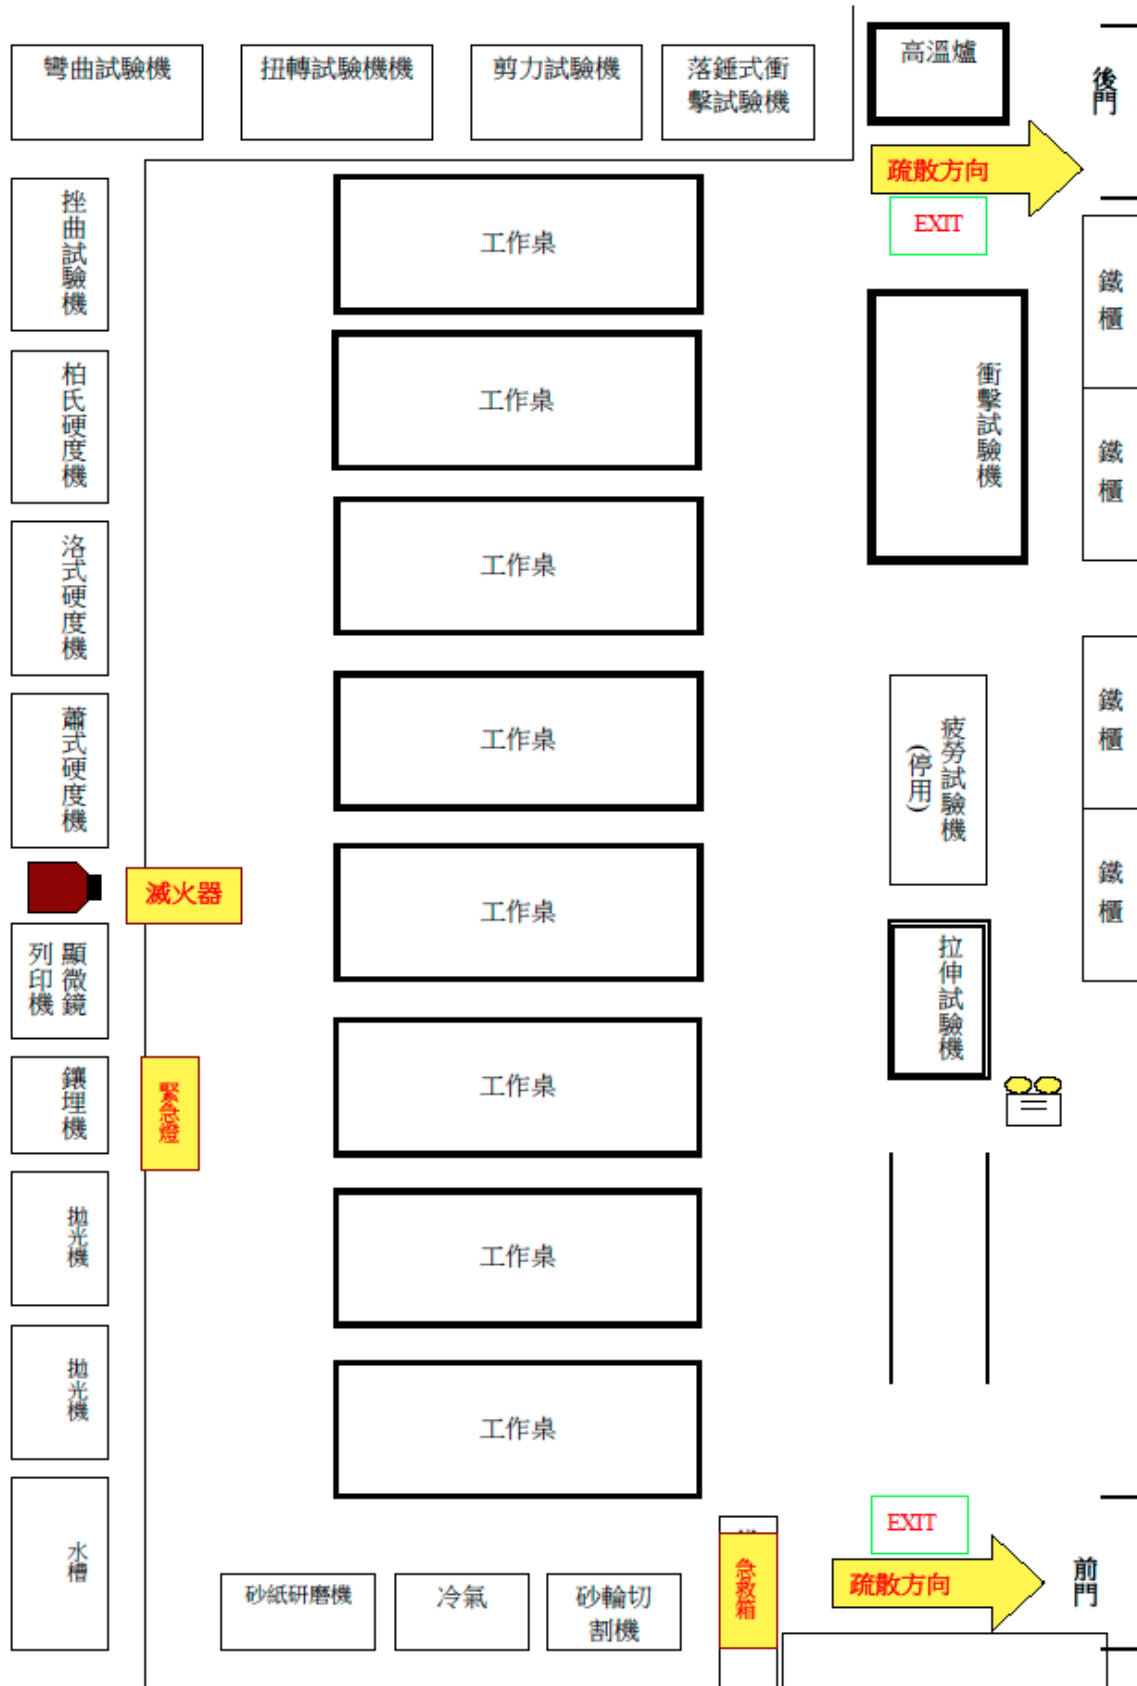 彎曲試驗機
扭轉試驗機機
剪力試驗機
落錘式衝
擊試驗機
高溫爐
後門
疏散方向
EXIT
挫曲試驗機
柏氏硬度機
洛式硬度機
蕭式硬度機
滅火器
顯微鏡
列印機
鑲埋機
緊急燈
拋光機
拋光機
水槽
工作桌
工作桌
工作桌
工作桌
工作桌
工作桌
工作桌
工作桌
衝擊試驗機
鐵櫃
鐵櫃
疲勞試驗機
(停用)
鐵櫃
鐵櫃
拉伸試驗機
砂紙研磨機
冷氣
砂輪切
割機
急救箱
EXIT
疏散方向
前門